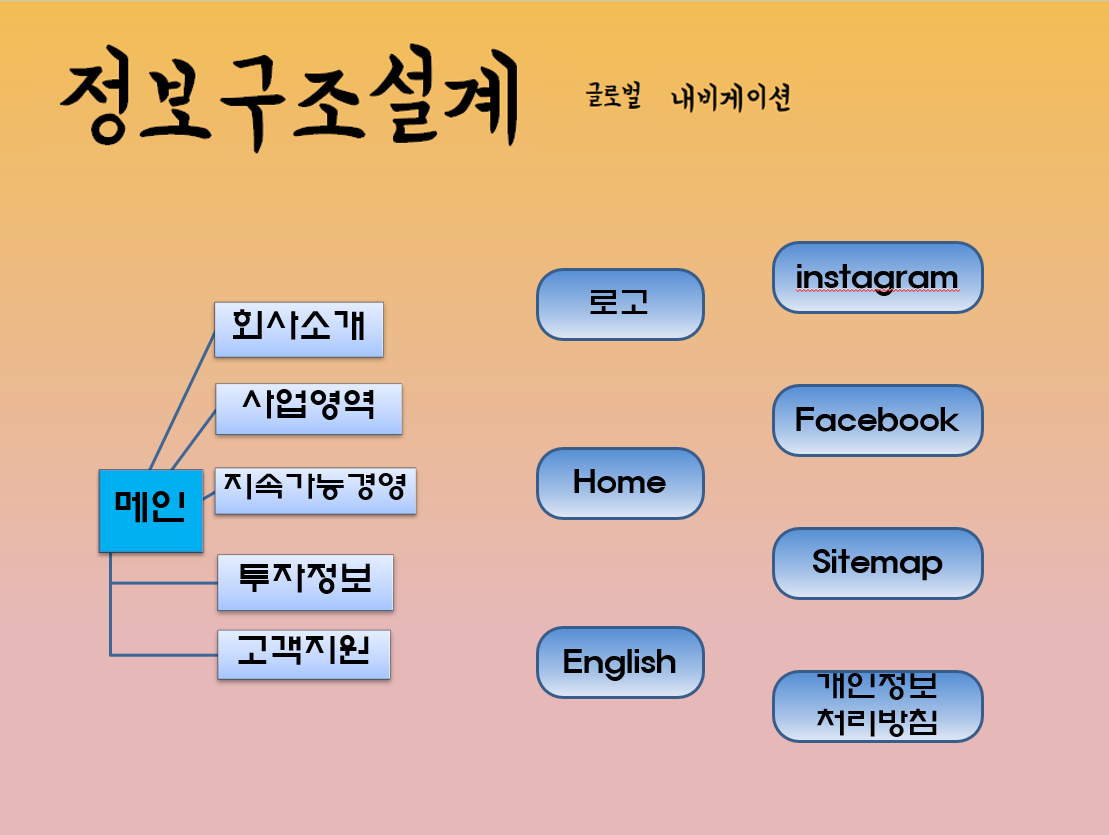 정보구조설계
글로벌 내비게이션
회사소개
사업영역
지속가능경영
메인
투자정보
고객지원
로고
Home
English
instagram
Facebook
Sitemap
개인정보
처리방침